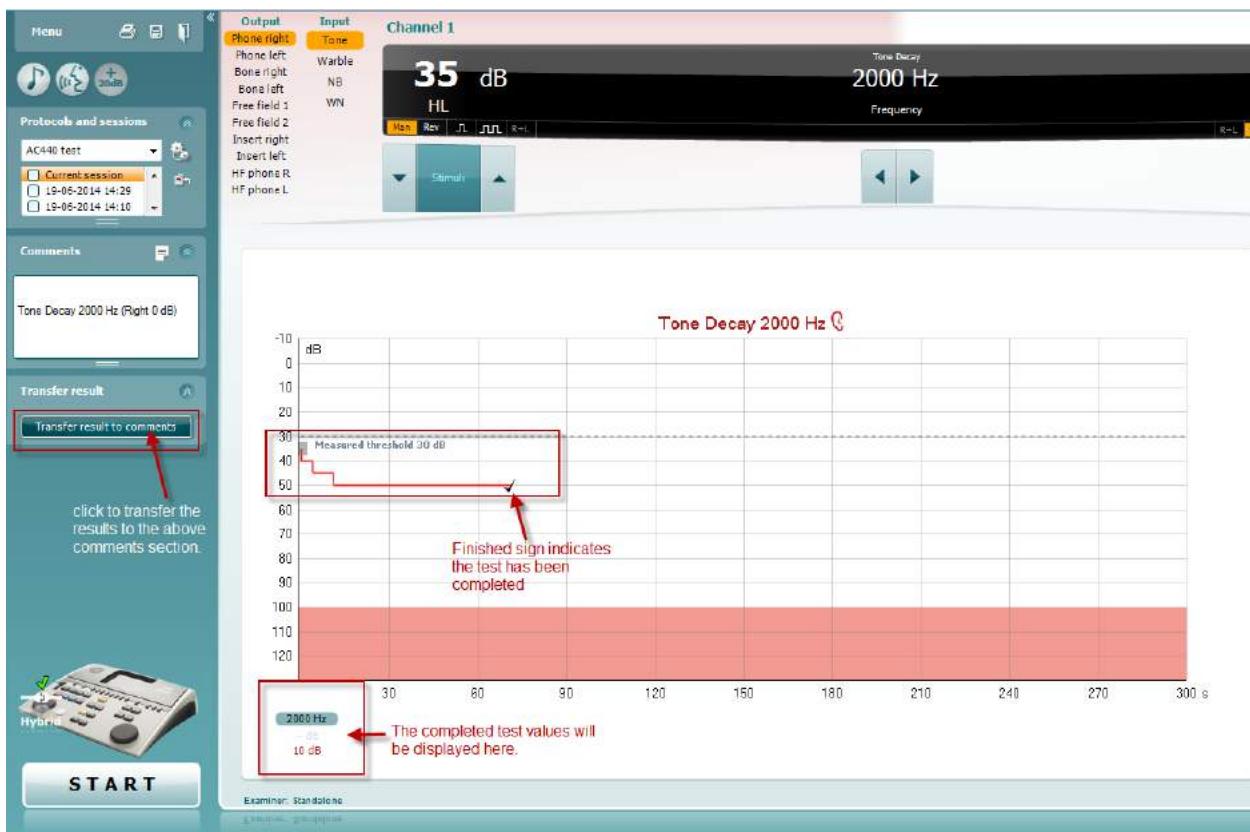 Menu
Protocols and sessions
AC440 test
Current session
19-06-2014 14:29
19-06-2014 14:10
Comments
Tone Decay 2000 Hz (Right 0 dB)
Transfer result
Transfer result to comments
click to transfer the
results to the above
comments section.
Hybrid
START
Output
Phone right
Phone left
Bone right
Bone left
Free field 1
Free field 2
Insert right
Insert left
HF phone R
HF phone L
Input
Tone
Warble
NB
WN
Channel 1
35 dB
HL
Man Rev R→L
Stimuli
Tone Decay
2000 Hz
Frequency
R→L
Tone Decay 2000 Hz
dB
-10
0
10
20
30
40
50
60
70
80
90
100
110
120
Measured threshold 30 dB
Finished sign indicates
the test has been
completed
30 60 90 120 150 180 210 240 270 300 s
2000 Hz
-- dB
10 dB
The completed test values will
be displayed here.
Examiner: Standalone